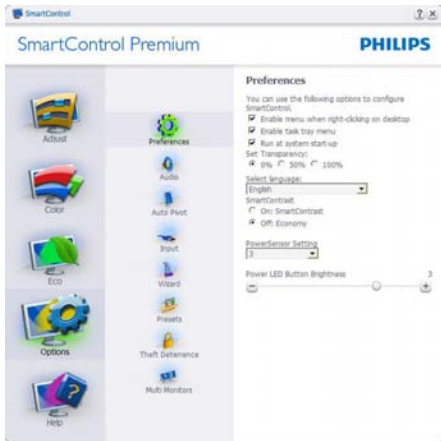 SmartControl
SmartControl Premium
PHILIPS
Adjust
Color
Eco
Options
Help
Preferences
Audio
Auto Pivot
Input
Wizard
Presets
Theft Deterrence
Multi Monitors
Preferences
You can use the following options to configure
SmartControl.
Enable menu when right-clicking on desktop
Enable task tray menu
Run at system start-up
Set Transparency:
0% 50% 100%
Select language:
English
SmartContrast
On: SmartContrast
Off: Economy
PowerSensor Setting
3
Power LED Button Brightness 3